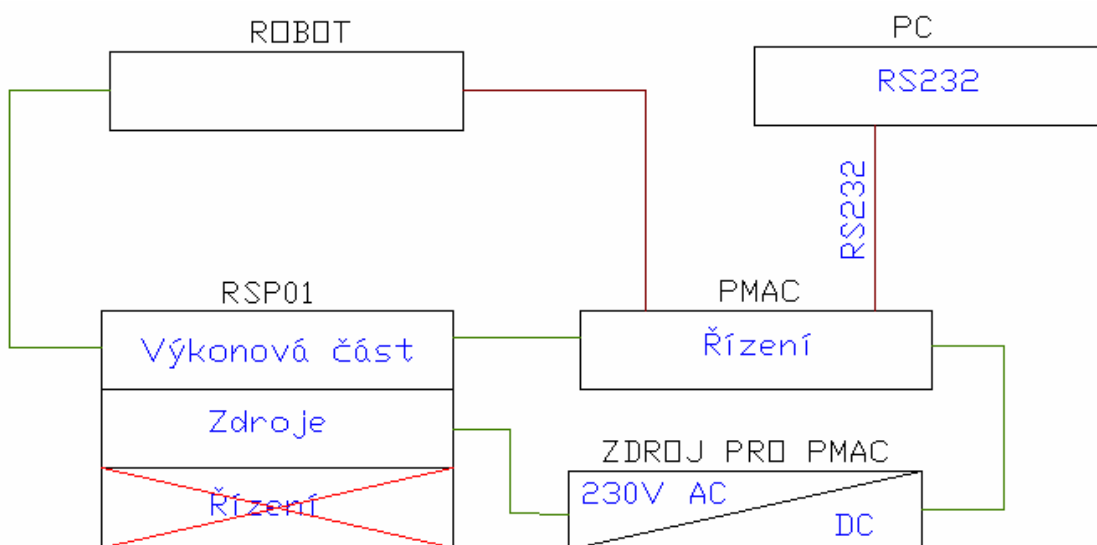 ROBOT
PC
RS232
RS232
RSP01
PMAC
Výkonová část
Řízení
Zdroje
ZDROJ PRO PMAC
230V AC
Řízení
DC